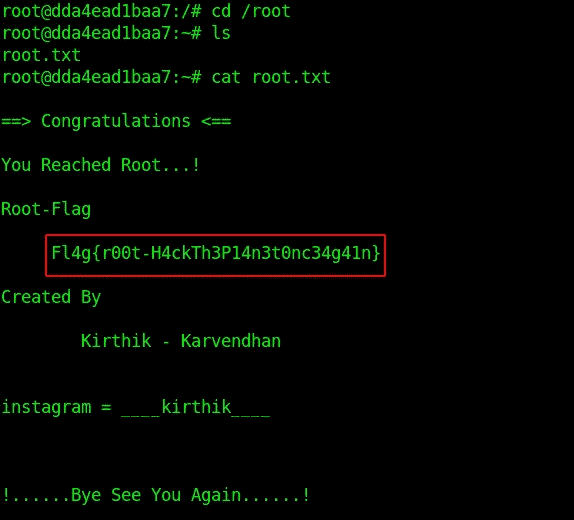 root@dda4ead1baa7:/# cd /root
root@dda4ead1baa7:~# ls
root.txt
root@dda4ead1baa7:~# cat root.txt
==> Congratulations <==
You Reached Root...!
Root-Flag
Fl4g{r00t-H4ckTh3P14n3t0nc34g41n}
Created By
Kirthik - Karvendhan
instagram = ____kirthik____
!......Bye See You Again......!